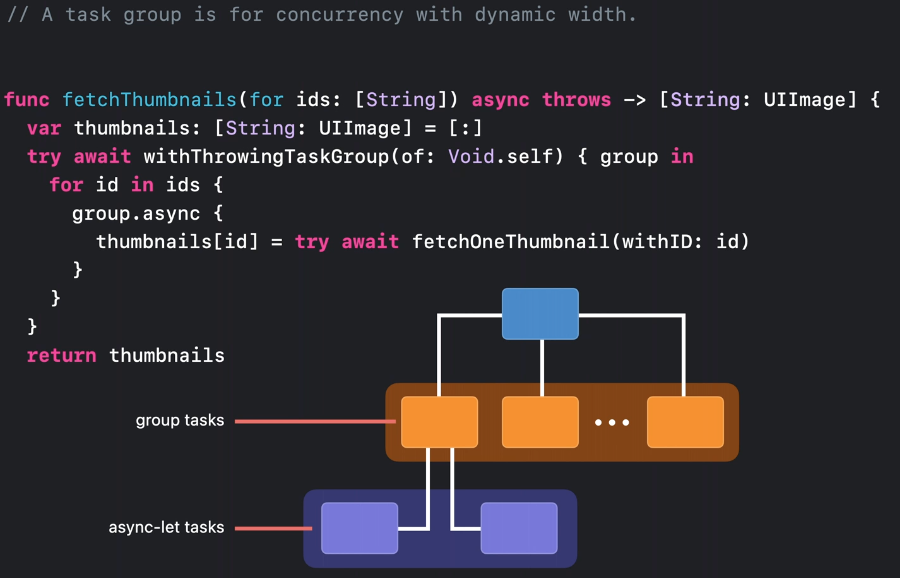 // A task group is for concurrency with dynamic width.
func fetchThumbnails(for ids: [String]) async throws -> [String: UIImage] {
var thumbnails: [String: UIImage] = [:]
try await withThrowingTaskGroup(of: Void.self) { group in
for id in ids {
group.async {
thumbnails[id] = try await fetchOneThumbnail(withID: id)
}
}
}
return thumbnails
group tasks
async-let tasks